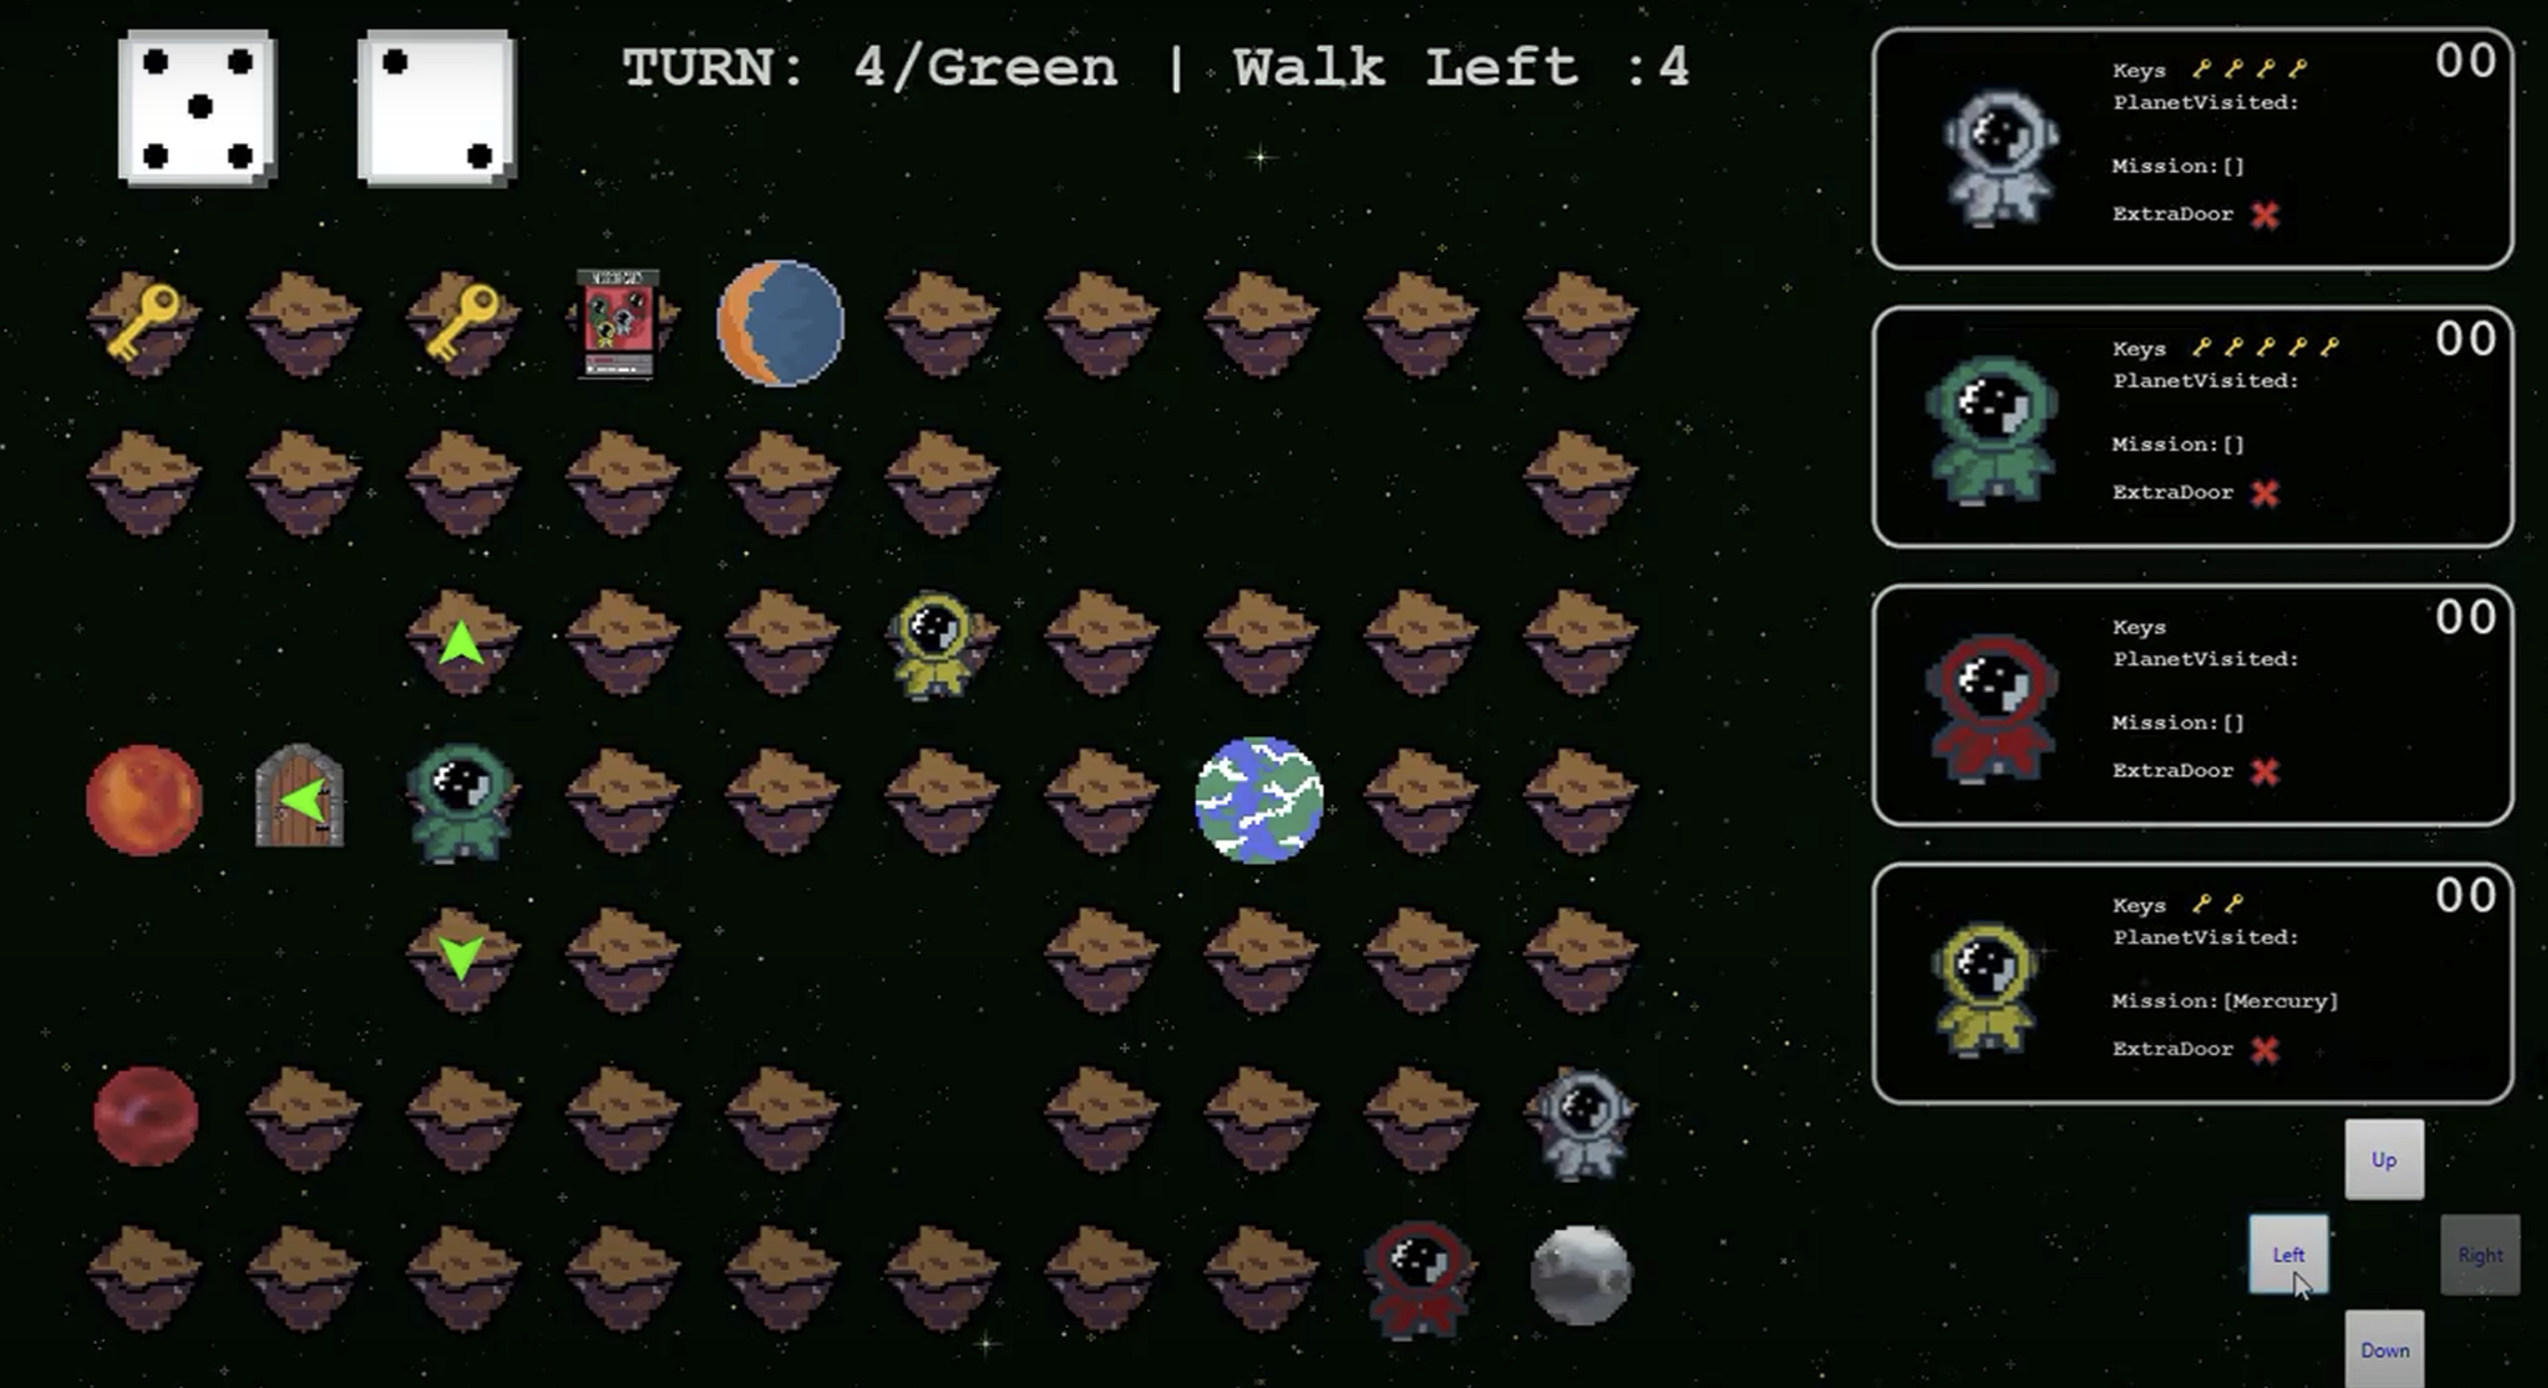 TURN: 4/Green | Walk Left :4
Keys
00
PlanetVisited:
Mission:[]
ExtraDoor
Keys
00
PlanetVisited:
Mission:[]
ExtraDoor
Keys
00
PlanetVisited:
Mission:[]
ExtraDoor
Keys
00
PlanetVisited:
Mission:[Mercury]
ExtraDoor
Up
Left
Right
Down